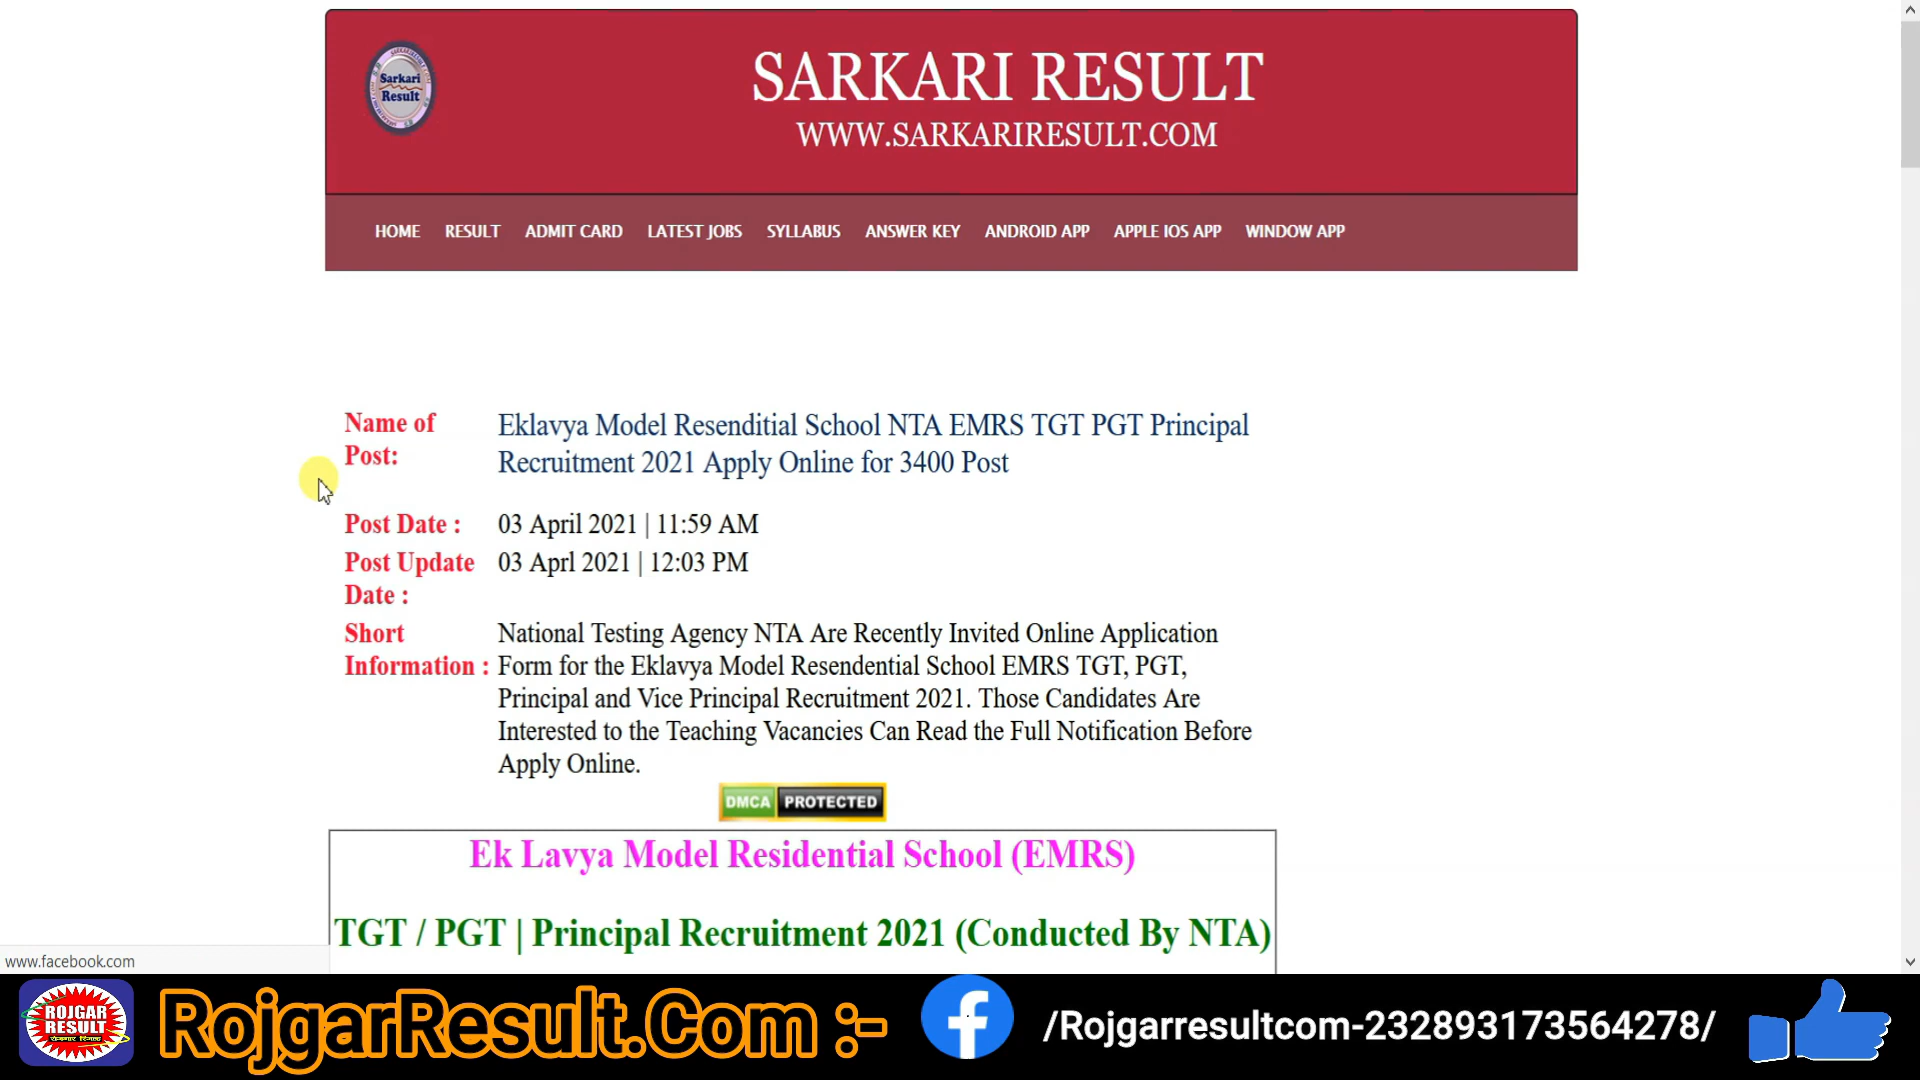 Sarkari
Result
SARKARI RESULT
WWW.SARKARIRESULT.COM
HOME RESULT ADMIT CARD LATEST JOBS SYLLABUS ANSWER KEY ANDROID APP APPLE IOS APP WINDOW APP
Name of Post: Eklavya Model Resenditial School NTA EMRS TGT PGT Principal
Recruitment 2021 Apply Online for 3400 Post
Post Date : 03 April 2021 | 11:59 AM
Post Update Date : 03 Aprl 2021 | 12:03 PM
Short Information : National Testing Agency NTA Are Recently Invited Online Application
Form for the Eklavya Model Resendential School EMRS TGT, PGT,
Principal and Vice Principal Recruitment 2021. Those Candidates Are
Interested to the Teaching Vacancies Can Read the Full Notification Before
Apply Online.
DMCA PROTECTED
Ek Lavya Model Residential School (EMRS)
TGT / PGT | Principal Recruitment 2021 (Conducted By NTA)
www.facebook.com
ROJGAR
RESULT
RojgarResult.Com :- /Rojgarresultcom-232893173564278/